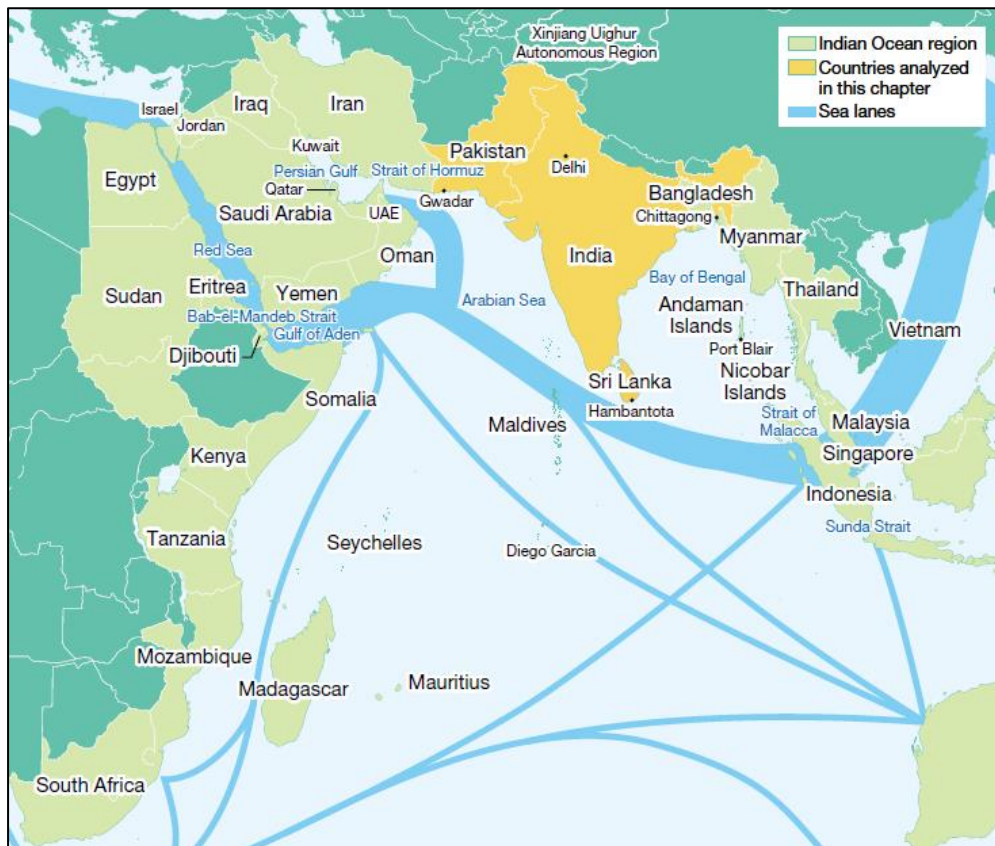 Xinjiang Uighur
Autonomous Region
Indian Ocean region
Countries analyzed
in this chapter
Sea lanes
Israel
Jordan
Iraq
Iran
Kuwait
Pakistan
Delhi
Egypt
Persian Gulf
Strait of Hormuz
Qatar
Gwadar
Bangladesh
Saudi Arabia
UAE
Chittagong
Myanmar
Oman
India
Red Sea
Bay of Bengal
Sudan
Eritrea
Yemen
Arabian Sea
Andaman
Islands
Thailand
Bab-el-Mandeb Strait
Gulf of Aden
Vietnam
Djibouti
Port Blair
Nicobar
Islands
Somalia
Sri Lanka
Hambantota
Maldives
Strait of
Malacca
Malaysia
Singapore
Kenya
Indonesia
Sunda Strait
Tanzania
Seychelles
Diego Garcia
Mozambique
Madagascar
Mauritius
South Africa